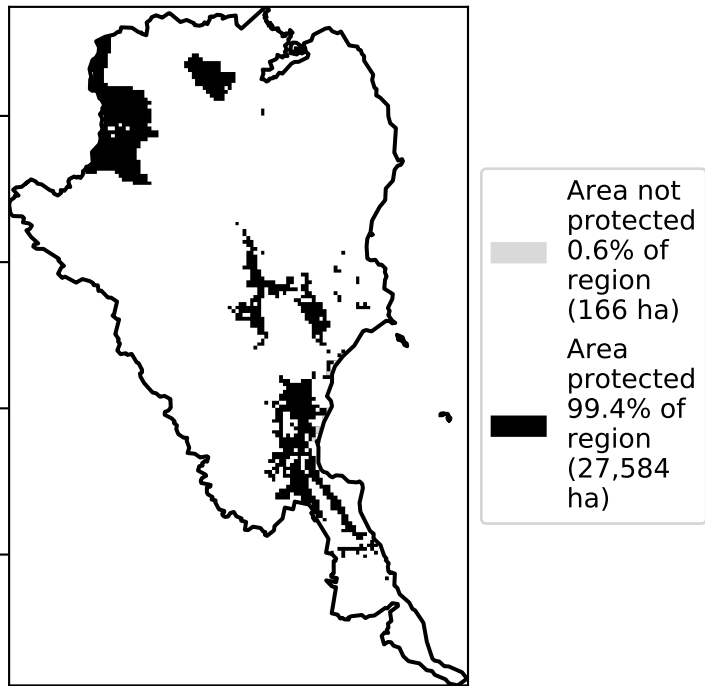 Area not
protected
0.6% of
region
(166 ha)
Area
protected
99.4% of
region
(27,584
ha)